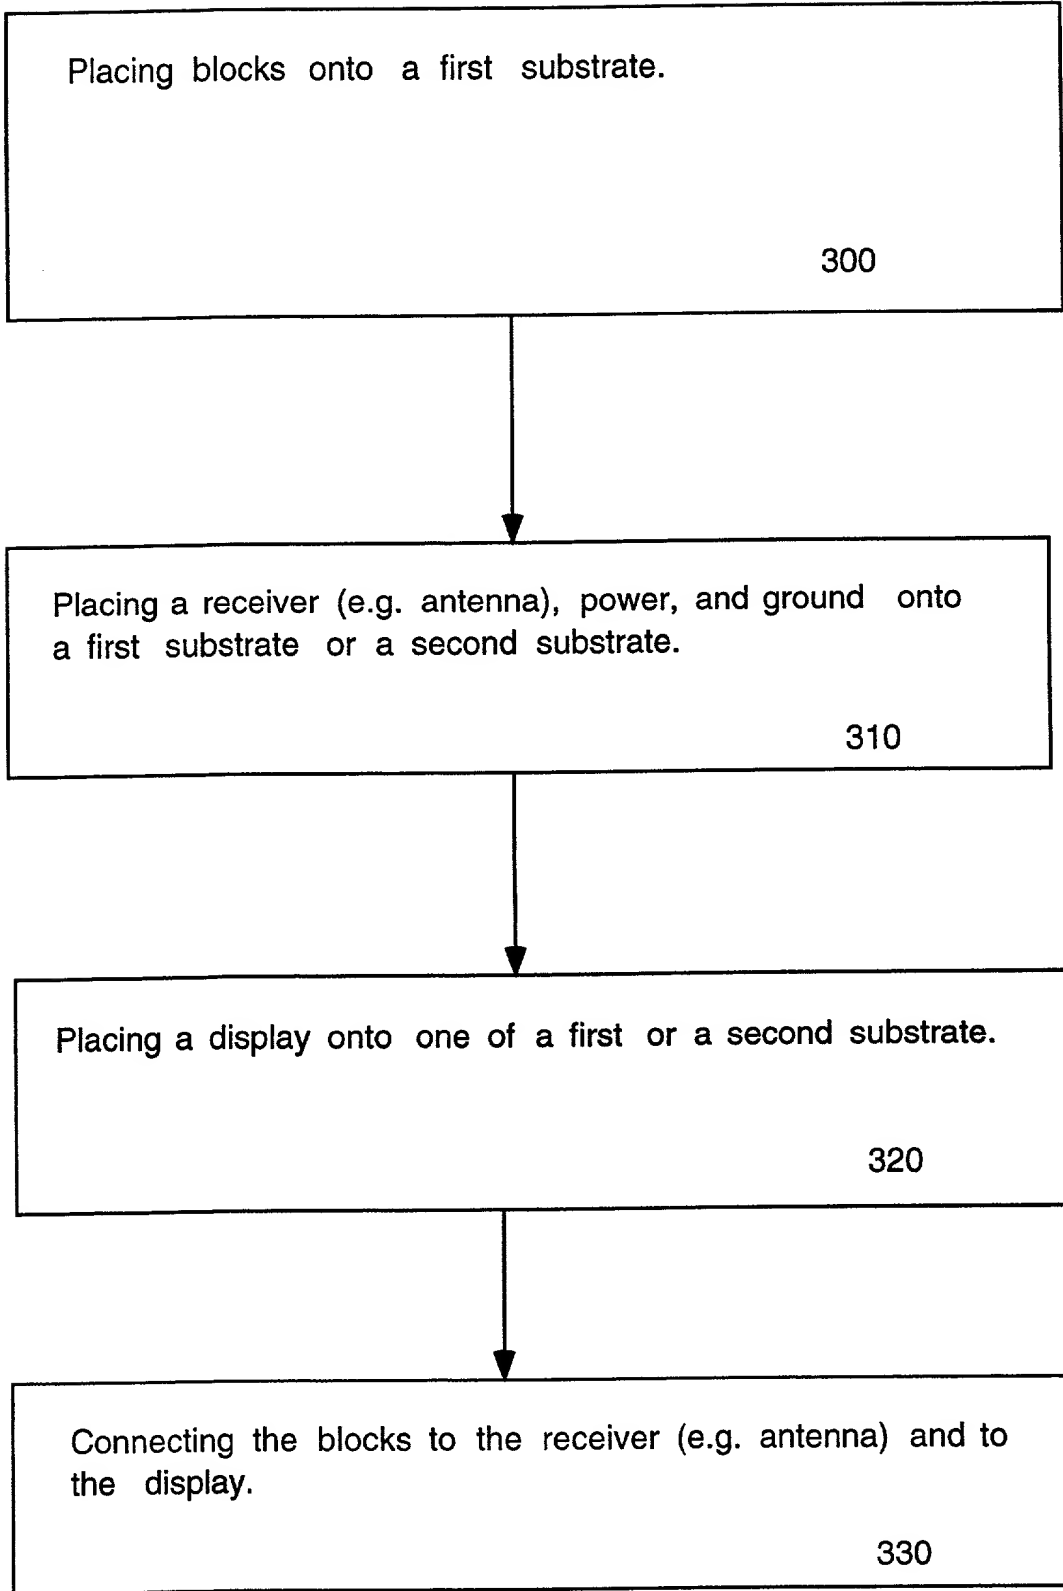 Placing blocks onto a first substrate.
300
Placing a receiver (e.g. antenna), power, and ground onto
a first substrate or a second substrate.
310
Placing a display onto one of a first or a second substrate.
320
Connecting the blocks to the receiver (e.g. antenna) and to
the display.
330